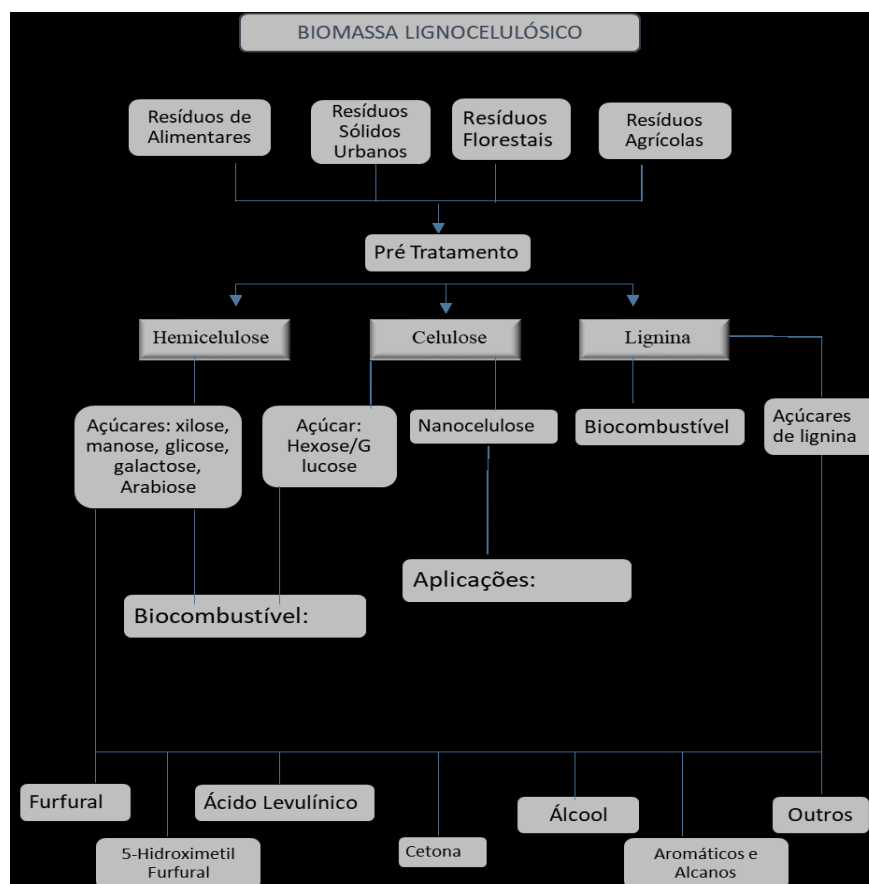 BIOMASSA LIGNOCELULÓSICO
Resíduos de
Alimentares
Resíduos
Sólidos
Urbanos
Resíduos
Florestais
Resíduos
Agrícolas
Pré Tratamento
Hemicelulose
Celulose
Lignina
Açúcares: xilose,
manose, glicose,
galactose,
Arabiose
Açúcar:
Hexose/G
lucose
Nanocelulose
Biocombustível
Açúcares
de lignina
Aplicações:
Biocombustível:
Furfural
Ácido Levulínico
Álcool
Outros
5-Hidroximetil
Furfural
Cetona
Aromáticos e
Alcanos